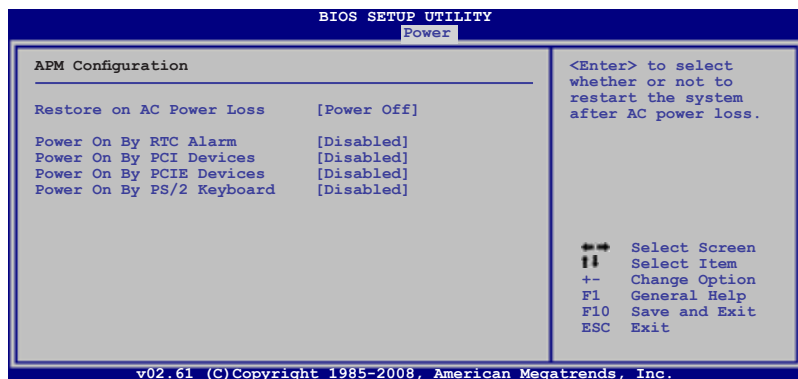 BIOS SETUP UTILITY
Power
APM Configuration
Restore on AC Power Loss [Power Off]
Power On By RTC Alarm [Disabled]
Power On By PCI Devices [Disabled]
Power On By PCIE Devices [Disabled]
Power On By PS/2 Keyboard [Disabled]
<Enter> to select
whether or not to
restart the system
after AC power loss.
Select Screen
Select Item
+- Change Option
F1 General Help
F10 Save and Exit
ESC Exit
v02.61 (C)Copyright 1985-2008, American Megatrends, Inc.